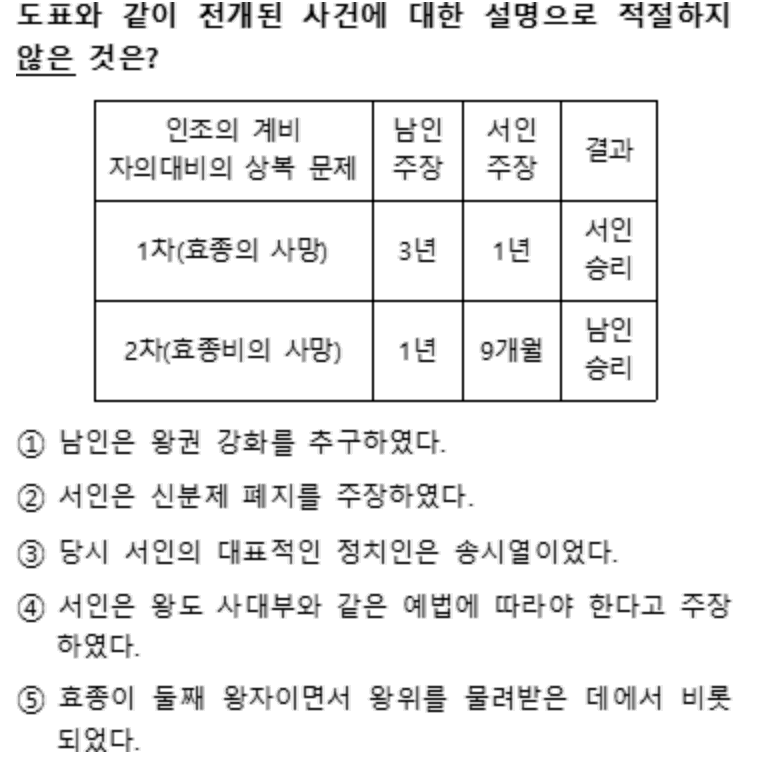 도표와 같이 전개된 사건에 대한 설명으로 적절하지
않은 것은?
인조의 계비
자의대비의 상복 문제
남인
주장
서인
주장
결과
1차(효종의 사망)
3년
1년
서인
승리
2차(효종비의 사망)
1년
9개월
남인
승리
① 남인은 왕권 강화를 추구하였다.
② 서인은 신분제 폐지를 주장하였다.
③ 당시 서인의 대표적인 정치인은 송시열이었다.
④ 서인은 왕도 사대부와 같은 예법에 따라야 한다고 주장
하였다.
⑤ 효종이 둘째 왕자이면서 왕위를 물려받은 데에서 비롯
되었다.